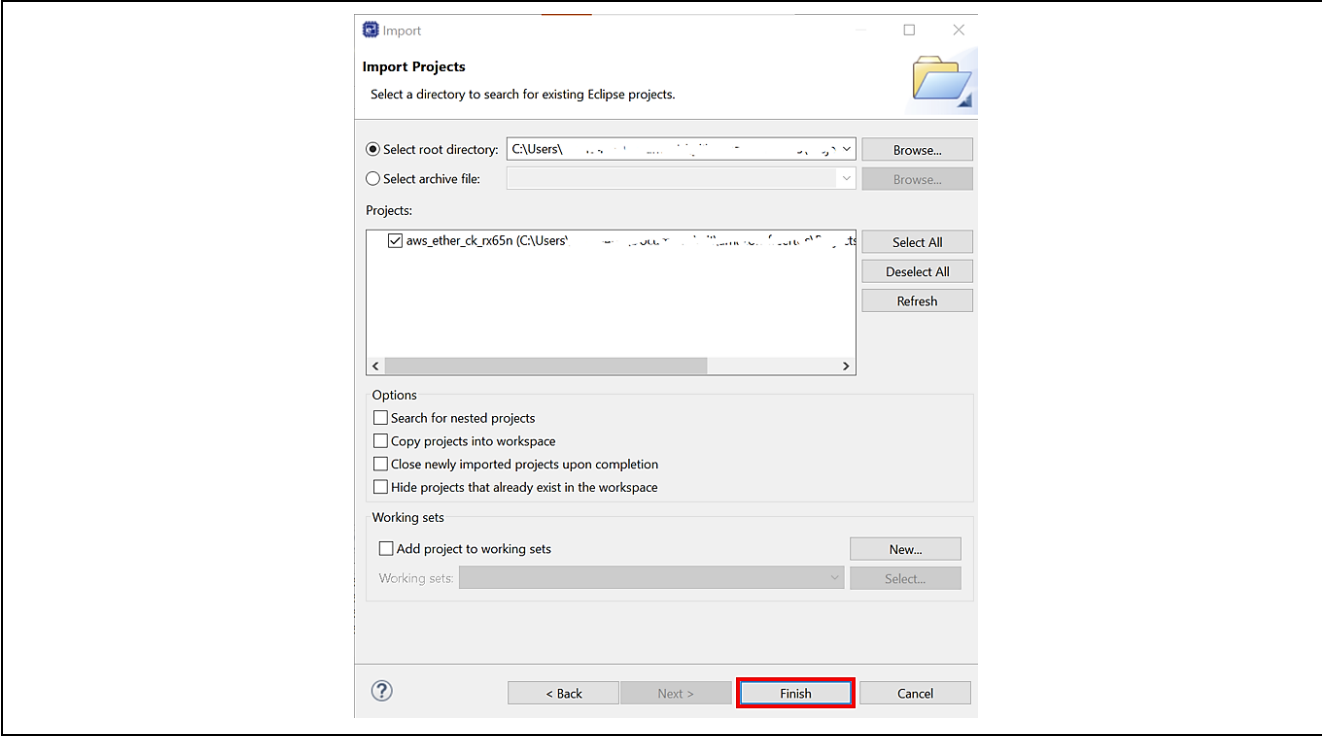 Import
Import Projects
Select a directory to search for existing Eclipse projects.
Select root directory: C:\Users\ Browse...
Select archive file: Browse...
Projects:
aws_ether_ck_rx65n (C:\Users' Select All
Deselect All
Refresh
Options
Search for nested projects
Copy projects into workspace
Close newly imported projects upon completion
Hide projects that already exist in the workspace
Working sets
Add project to working sets New...
Working sets: Select...
? < Back Next > Finish Cancel